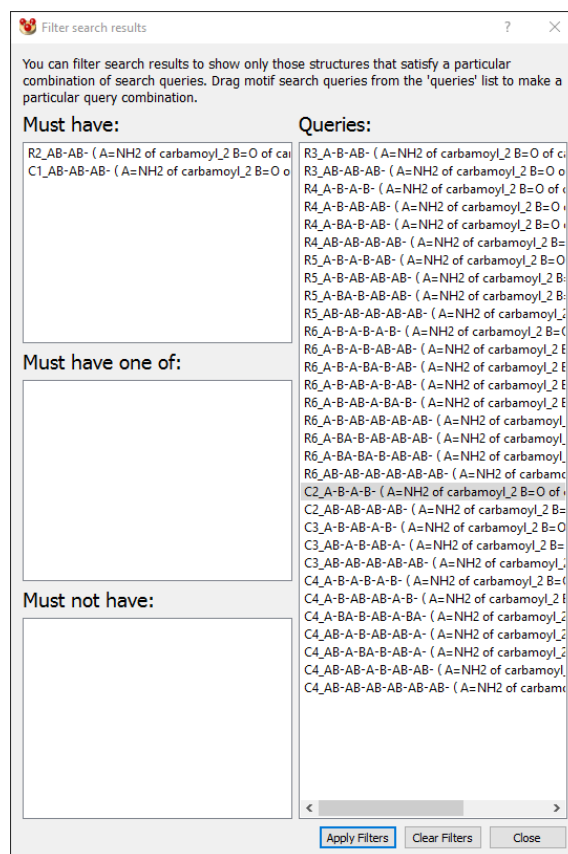 Filter search results
You can filter search results to show only those structures that satisfy a particular
combination of search queries. Drag motif search queries from the 'queries' list to make a
particular query combination.
Must have:
R2_AB-AB- ( A=NH2 of carbamoyl_2 B=O of car
C1_AB-AB-AB- ( A=NH2 of carbamoyl_2 B=O o
Must have one of:
Must not have:
Queries:
R3_A-B-AB- ( A=NH2 of carbamoyl_2 B=O of ca
R3_AB-AB-AB- ( A=NH2 of carbamoyl_2 B=O o
R4_A-B-A-B- ( A=NH2 of carbamoyl_2 B=O of c
R4_A-B-AB-AB- ( A=NH2 of carbamoyl_2 B=O
R4_A-BA-B-AB- ( A=NH2 of carbamoyl_2 B=O
R4_AB-AB-AB-AB- ( A=NH2 of carbamoyl_2 B=
R5_A-B-A-B-AB- ( A=NH2 of carbamoyl_2 B=O
R5_A-B-AB-AB-AB- ( A=NH2 of carbamoyl_2 B
R5_A-BA-B-AB-AB- ( A=NH2 of carbamoyl_2 B
R5_AB-AB-AB-AB-AB- ( A=NH2 of carbamoyl_2
R6_A-B-A-B-A-B- ( A=NH2 of carbamoyl_2 B=O
R6_A-B-A-B-AB-AB- ( A=NH2 of carbamoyl_2 B
R6_A-B-A-BA-B-AB- ( A=NH2 of carbamoyl_2 B
R6_A-B-AB-A-B-AB- ( A=NH2 of carbamoyl_2 B
R6_A-B-AB-A-BA-B- ( A=NH2 of carbamoyl_2 B
R6_A-B-AB-AB-AB-AB- ( A=NH2 of carbamoyl_
R6_A-BA-B-AB-AB-AB- ( A=NH2 of carbamoyl_
R6_A-BA-BA-B-AB-AB- ( A=NH2 of carbamoyl_
R6_AB-AB-AB-AB-AB-AB- ( A=NH2 of carbamo
C2_A-B-A-B- ( A=NH2 of carbamoyl_2 B=O of
C2_AB-AB-AB-AB- ( A=NH2 of carbamoyl_2 B=
C3_A-B-AB-A-B- ( A=NH2 of carbamoyl_2 B=O
C3_AB-A-B-AB-A- ( A=NH2 of carbamoyl_2 B=
C3_AB-AB-AB-AB-AB- ( A=NH2 of carbamoyl_
C4_A-B-A-B-A-B- ( A=NH2 of carbamoyl_2 B=
C4_A-B-AB-AB-A-B- ( A=NH2 of carbamoyl_2 B
C4_A-BA-B-AB-A-BA- ( A=NH2 of carbamoyl_2
C4_AB-A-B-AB-AB-A- ( A=NH2 of carbamoyl_2
C4_AB-A-BA-B-AB-A- ( A=NH2 of carbamoyl_2
C4_AB-AB-A-B-AB-AB- ( A=NH2 of carbamoyl_
C4_AB-AB-AB-AB-AB-AB- ( A=NH2 of carbamo
Apply Filters
Clear Filters
Close